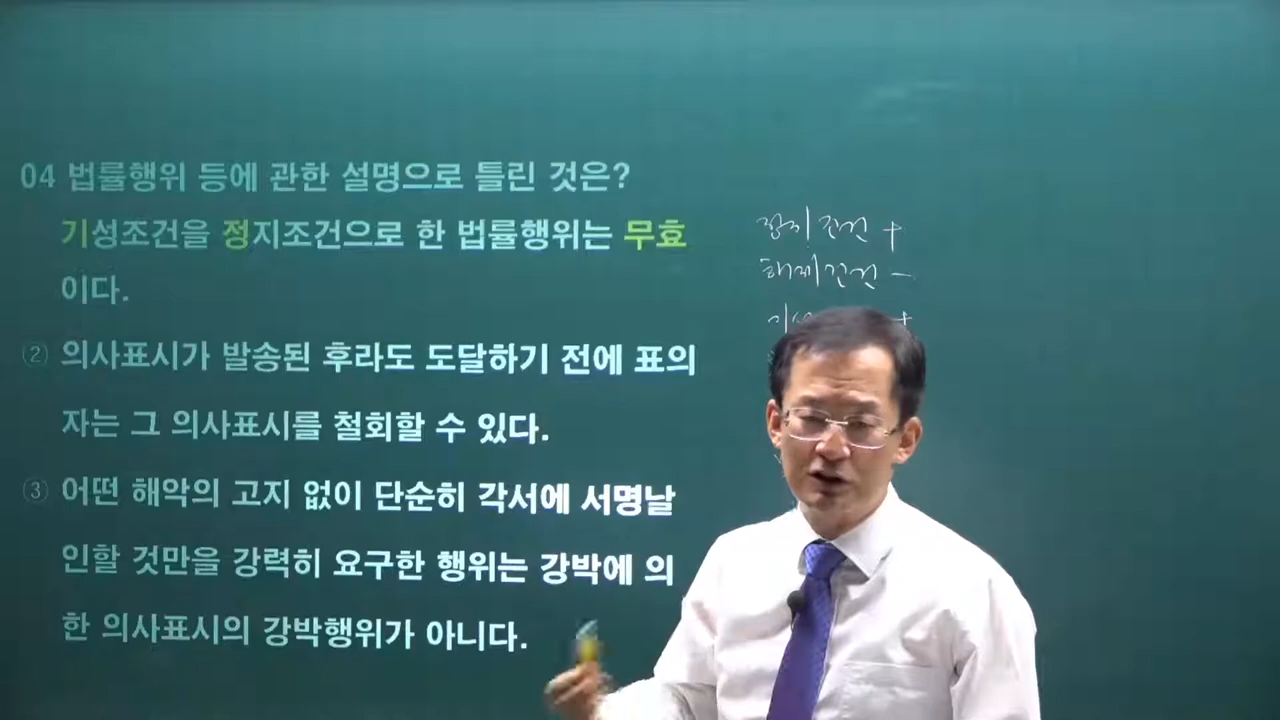 04 법률행위 등에 관한 설명으로 틀린 것은?
기성조건을 정지조건으로 한 법률행위는 무효
이다.
② 의사표시가 발송된 후라도 도달하기 전에 표의
자는 그 의사표시를 철회할 수 있다.
③ 어떤 해악의 고지 없이 단순히 각서에 서명날
인할 것만을 강력히 요구한 행위는 강박에 의
한 의사표시의 강박행위가 아니다.
정지조건 +
해제조건 -
+